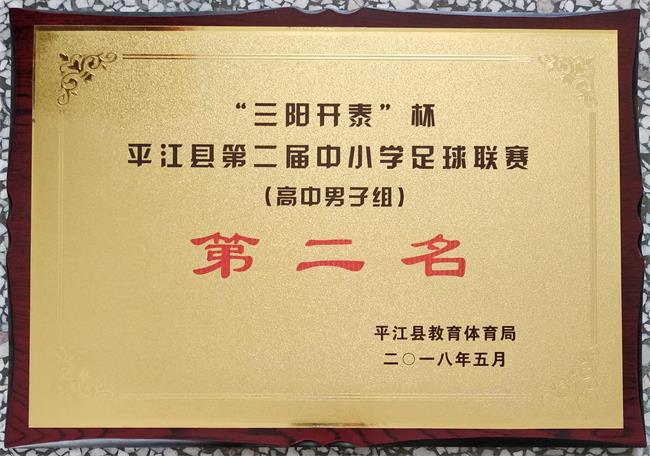 “三阳开泰”杯
平江县第二届中小学足球联赛
（高中男子组）
第二名
平江县教育体育局
二〇一八年五月